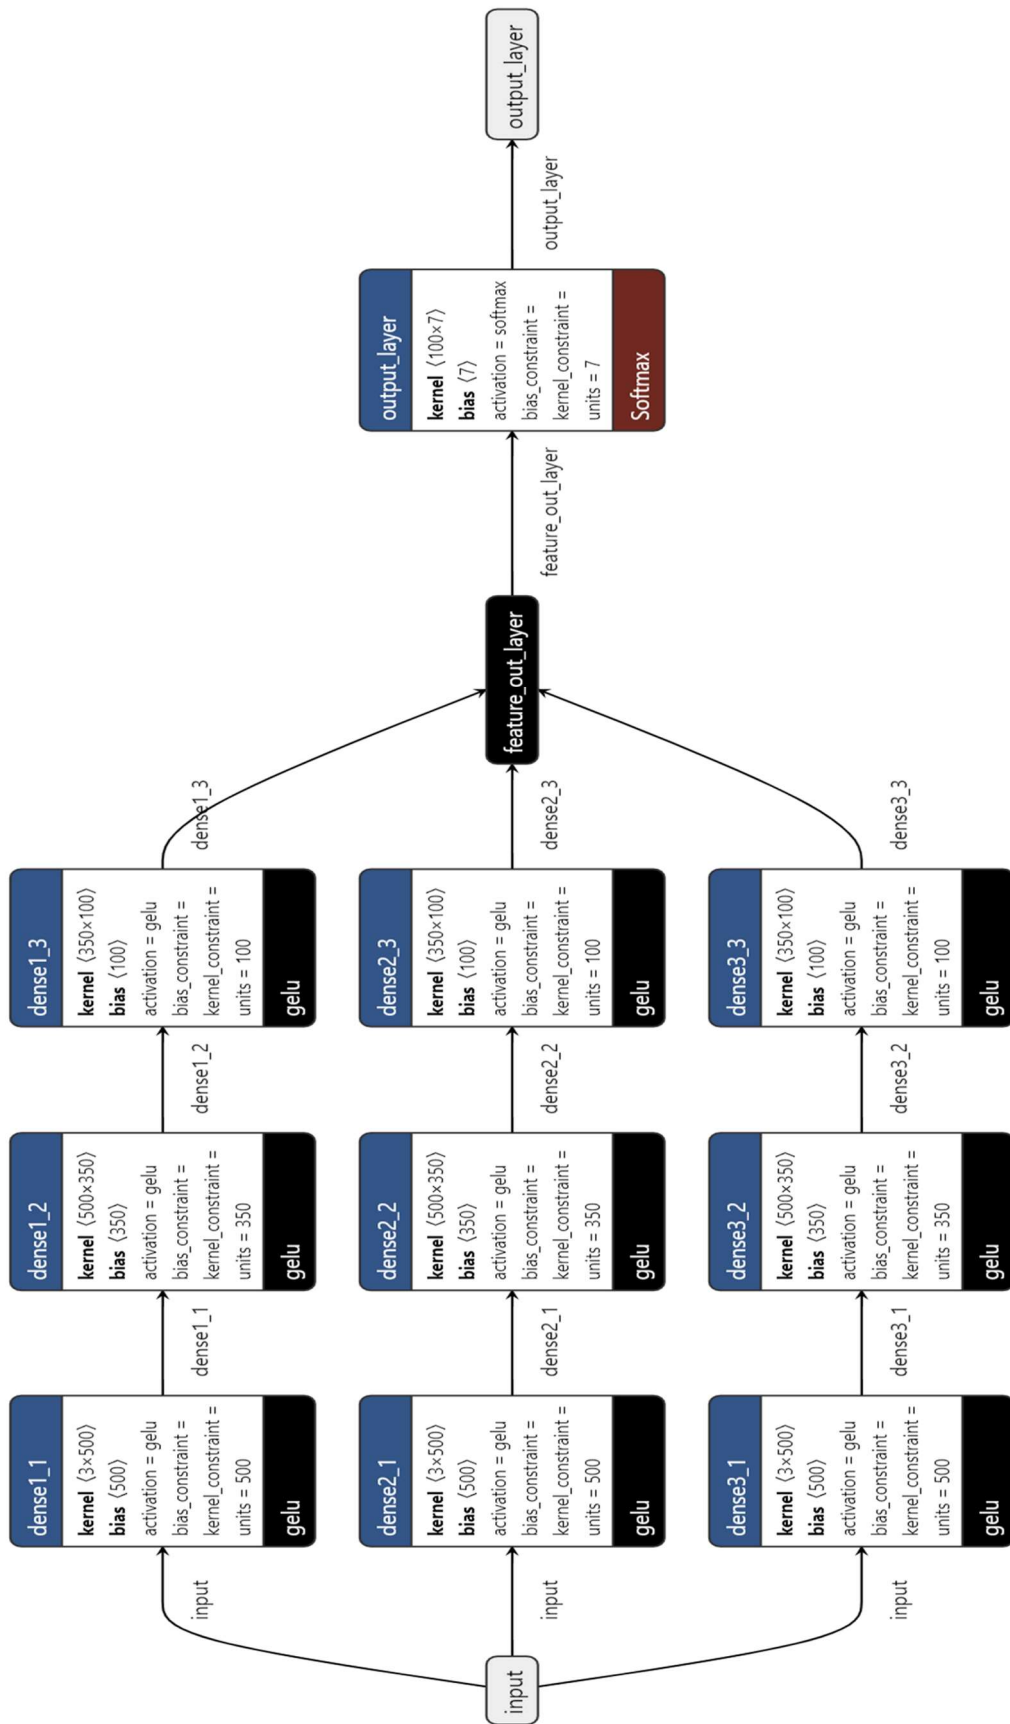 input
input
dense1_1
kernel ⟨3×500⟩
bias ⟨500⟩
activation = gelu
bias_constraint =
kernel_constraint =
units = 500
gelu
dense1_1
dense1_2
kernel ⟨500×350⟩
bias ⟨350⟩
activation = gelu
bias_constraint =
kernel_constraint =
units = 350
gelu
dense1_2
dense1_3
kernel ⟨350×100⟩
bias ⟨100⟩
activation = gelu
bias_constraint =
kernel_constraint =
units = 100
gelu
dense1_3
input
dense2_1
kernel ⟨3×500⟩
bias ⟨500⟩
activation = gelu
bias_constraint =
kernel_constraint =
units = 500
gelu
dense2_1
dense2_2
kernel ⟨500×350⟩
bias ⟨350⟩
activation = gelu
bias_constraint =
kernel_constraint =
units = 350
gelu
dense2_2
dense2_3
kernel ⟨350×100⟩
bias ⟨100⟩
activation = gelu
bias_constraint =
kernel_constraint =
units = 100
gelu
dense2_3
input
dense3_1
kernel ⟨3×500⟩
bias ⟨500⟩
activation = gelu
bias_constraint =
kernel_constraint =
units = 500
gelu
dense3_1
dense3_2
kernel ⟨500×350⟩
bias ⟨350⟩
activation = gelu
bias_constraint =
kernel_constraint =
units = 350
gelu
dense3_2
dense3_3
kernel ⟨350×100⟩
bias ⟨100⟩
activation = gelu
bias_constraint =
kernel_constraint =
units = 100
gelu
dense3_3
feature_out_layer
feature_out_layer
output_layer
kernel ⟨100×7⟩
bias ⟨7⟩
activation = softmax
bias_constraint =
kernel_constraint =
units = 7
Softmax
output_layer
output_layer